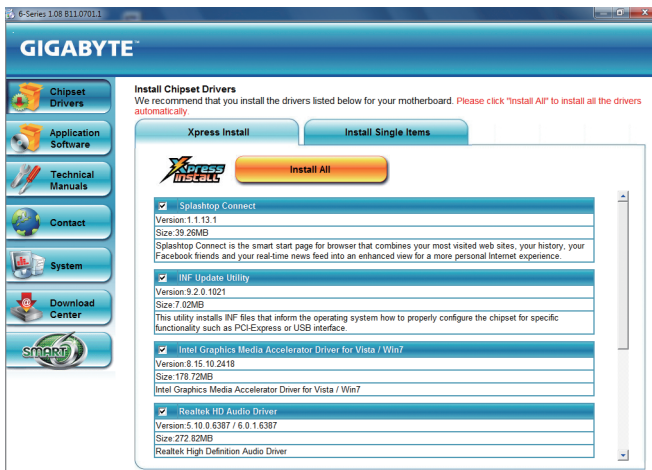 6-Series 1.08 B11.0701.1
GIGABYTE™
Chipset
Drivers
Application
Software
Technical
Manuals
Contact
System
Download
Center
SMART 6
Install Chipset Drivers
We recommend that you install the drivers listed below for your motherboard. Please click "Install All" to install all the drivers
automatically.
Xpress Install
Install Single Items
Xpress
INSTALL
Install All
Splashtop Connect
Version:1.1.13.1
Size:39.26MB
Splashtop Connect is the smart start page for browser that combines your most visited web sites, your history, your
Facebook friends and your real-time news feed into an enhanced view for a more personal Internet experience.
INF Update Utility
Version:9.2.0.1021
Size:7.02MB
This utility installs INF files that inform the operating system how to properly configure the chipset for specific
functionality such as PCI-Express or USB interface.
Intel Graphics Media Accelerator Driver for Vista / Win7
Version:8.15.10.2418
Size:178.72MB
Intel Graphics Media Accelerator Driver for Vista / Win7
Realtek HD Audio Driver
Version:5.10.0.6387 / 6.0.1.6387
Size:272.82MB
Realtek High Definition Audio Driver